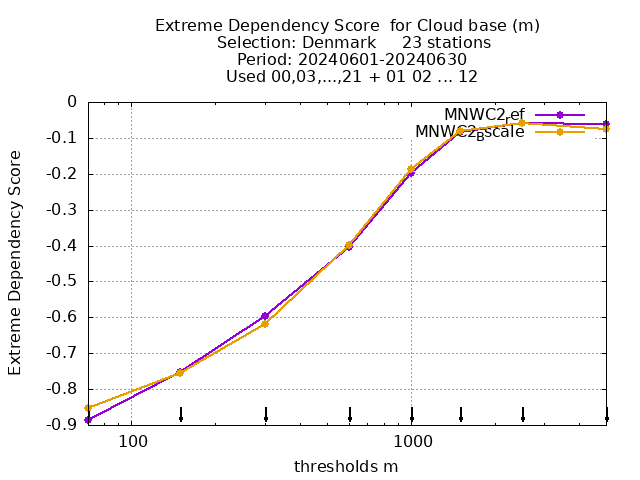 Extreme Dependency Score  for Cloud base (m)
Selection: Denmark     23 stations
Period: 20240601-20240630
Used 00,03,...,21 + 01 02 ... 12
MNWC2ref
MNWC2Bscale
0
-0.1
-0.2
-0.3
-0.4
-0.5
-0.6
-0.7
-0.8
-0.9
Extreme Dependency Score
100
1000
thresholds m